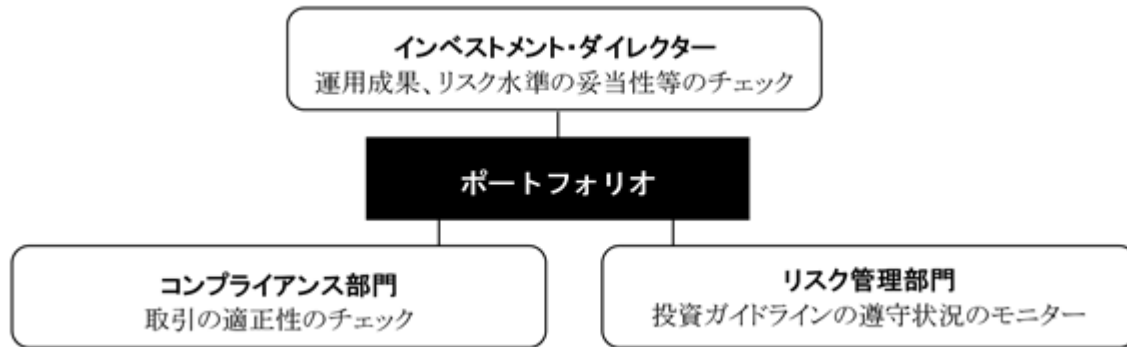 インベストメント・ダイレクター
運用成果、リスク水準の妥当性等のチェック
ポートフォリオ
コンプライアンス部門
取引の適正性のチェック
リスク管理部門
投資ガイドラインの遵守状況のモニター